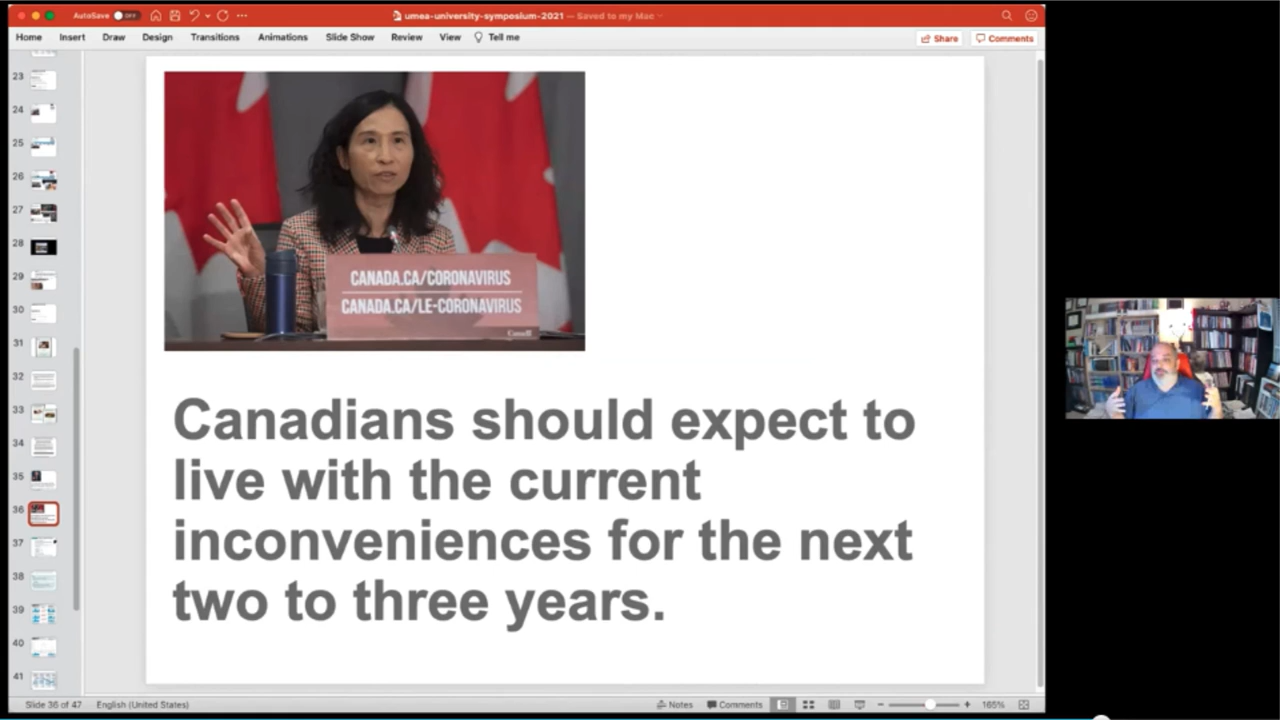 AutoSave OFF
umea-university-symposium-2021 — Saved to my Mac
Home Insert Draw Design Transitions Animations Slide Show Review View Tell me
Share Comments
23
24
25
26
27
28
29
30
31
32
33
34
35
36
37
38
39
40
41
CANADA.CA/CORONAVIRUS
CANADA.CA/LE-CORONAVIRUS
Canada
Canadians should expect to
live with the current
inconveniences for the next
two to three years.
Slide 36 of 47 English (United States) Notes Comments 165%